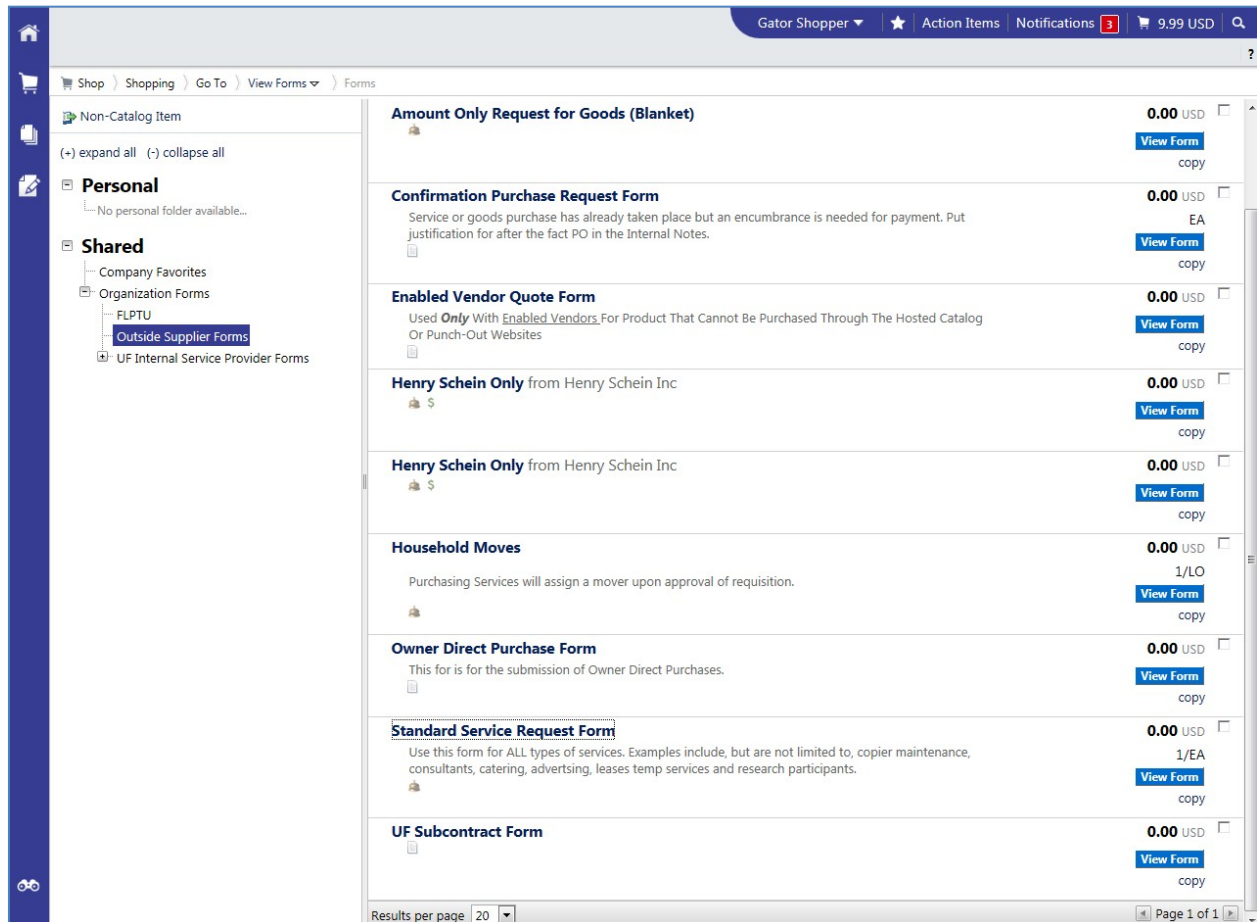 Gator Shopper Action Items Notifications 3 9.99 USD
?
Shop Shopping Go To View Forms Forms
Non-Catalog Item
(+) expand all (-) collapse all
Personal
No personal folder available...
Shared
Company Favorites
Organization Forms
FLPTU
Outside Supplier Forms
UF Internal Service Provider Forms
Amount Only Request for Goods (Blanket)
0.00 USD
View Form
copy
Confirmation Purchase Request Form
Service or goods purchase has already taken place but an encumbrance is needed for payment. Put
justification for after the fact PO in the Internal Notes.
0.00 USD
EA
View Form
copy
Enabled Vendor Quote Form
Used Only With Enabled Vendors For Product That Cannot Be Purchased Through The Hosted Catalog
Or Punch-Out Websites
0.00 USD
View Form
copy
Henry Schein Only from Henry Schein Inc
$
0.00 USD
View Form
copy
Henry Schein Only from Henry Schein Inc
$
0.00 USD
View Form
copy
Household Moves
Purchasing Services will assign a mover upon approval of requisition.
0.00 USD
1/LO
View Form
copy
Owner Direct Purchase Form
This for is for the submission of Owner Direct Purchases.
0.00 USD
View Form
copy
Standard Service Request Form
Use this form for ALL types of services. Examples include, but are not limited to, copier maintenance,
consultants, catering, advertsing, leases temp services and research participants.
0.00 USD
1/EA
View Form
copy
UF Subcontract Form
0.00 USD
View Form
copy
Results per page 20
Page 1 of 1